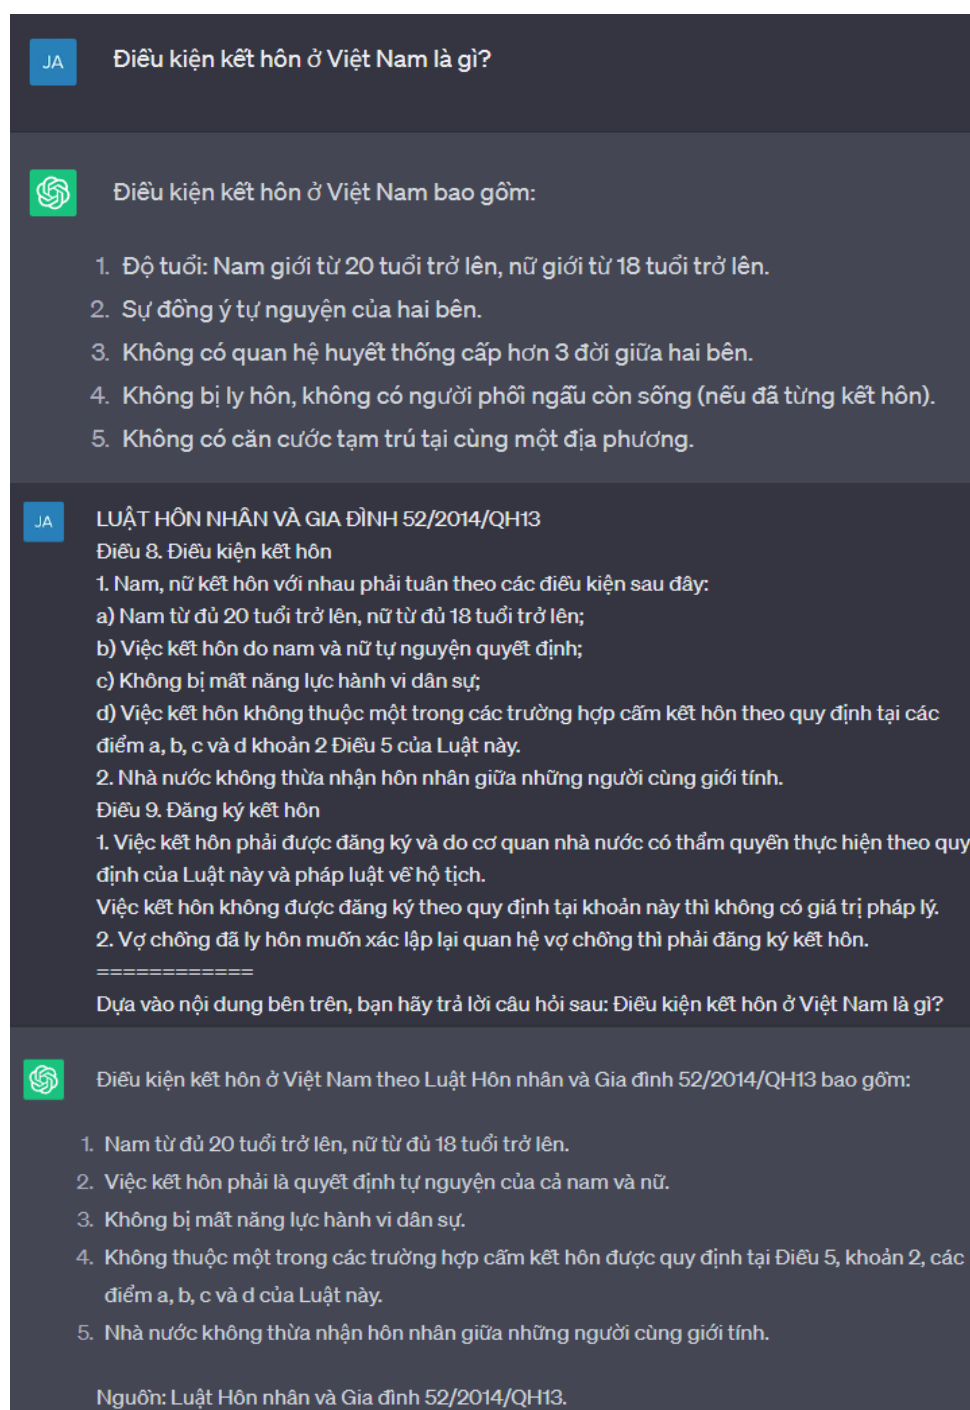 JA
Điều kiện kết hôn ở Việt Nam là gì?
Điều kiện kết hôn ở Việt Nam bao gồm:
1. Độ tuổi: Nam giới từ 20 tuổi trở lên, nữ giới từ 18 tuổi trở lên.
2. Sự đồng ý tự nguyện của hai bên.
3. Không có quan hệ huyết thống cấp hơn 3 đời giữa hai bên.
4. Không bị ly hôn, không có người phối ngẫu còn sống (nếu đã từng kết hôn).
5. Không có căn cước tạm trú tại cùng một địa phương.
JA
LUẬT HÔN NHÂN VÀ GIA ĐÌNH 52/2014/QH13
Điều 8. Điều kiện kết hôn
1. Nam, nữ kết hôn với nhau phải tuân theo các điều kiện sau đây:
a) Nam từ đủ 20 tuổi trở lên, nữ từ đủ 18 tuổi trở lên;
b) Việc kết hôn do nam và nữ tự nguyện quyết định;
c) Không bị mất năng lực hành vi dân sự;
d) Việc kết hôn không thuộc một trong các trường hợp cấm kết hôn theo quy định tại các
điểm a, b, c và d khoản 2 Điều 5 của Luật này.
2. Nhà nước không thừa nhận hôn nhân giữa những người cùng giới tính.
Điều 9. Đăng ký kết hôn
1. Việc kết hôn phải được đăng ký và do cơ quan nhà nước có thẩm quyền thực hiện theo quy
định của Luật này và pháp luật về hộ tịch.
Việc kết hôn không được đăng ký theo quy định tại khoản này thì không có giá trị pháp lý.
2. Vợ chồng đã ly hôn muốn xác lập lại quan hệ vợ chồng thì phải đăng ký kết hôn.
============
Dựa vào nội dung bên trên, bạn hãy trả lời câu hỏi sau: Điều kiện kết hôn ở Việt Nam là gì?
Điều kiện kết hôn ở Việt Nam theo Luật Hôn nhân và Gia đình 52/2014/QH13 bao gồm:
1. Nam từ đủ 20 tuổi trở lên, nữ từ đủ 18 tuổi trở lên.
2. Việc kết hôn phải là quyết định tự nguyện của cả nam và nữ.
3. Không bị mất năng lực hành vi dân sự.
4. Không thuộc một trong các trường hợp cấm kết hôn được quy định tại Điều 5, khoản 2, các
điểm a, b, c và d của Luật này.
5. Nhà nước không thừa nhận hôn nhân giữa những người cùng giới tính.
Nguồn: Luật Hôn nhân và Gia đình 52/2014/QH13.